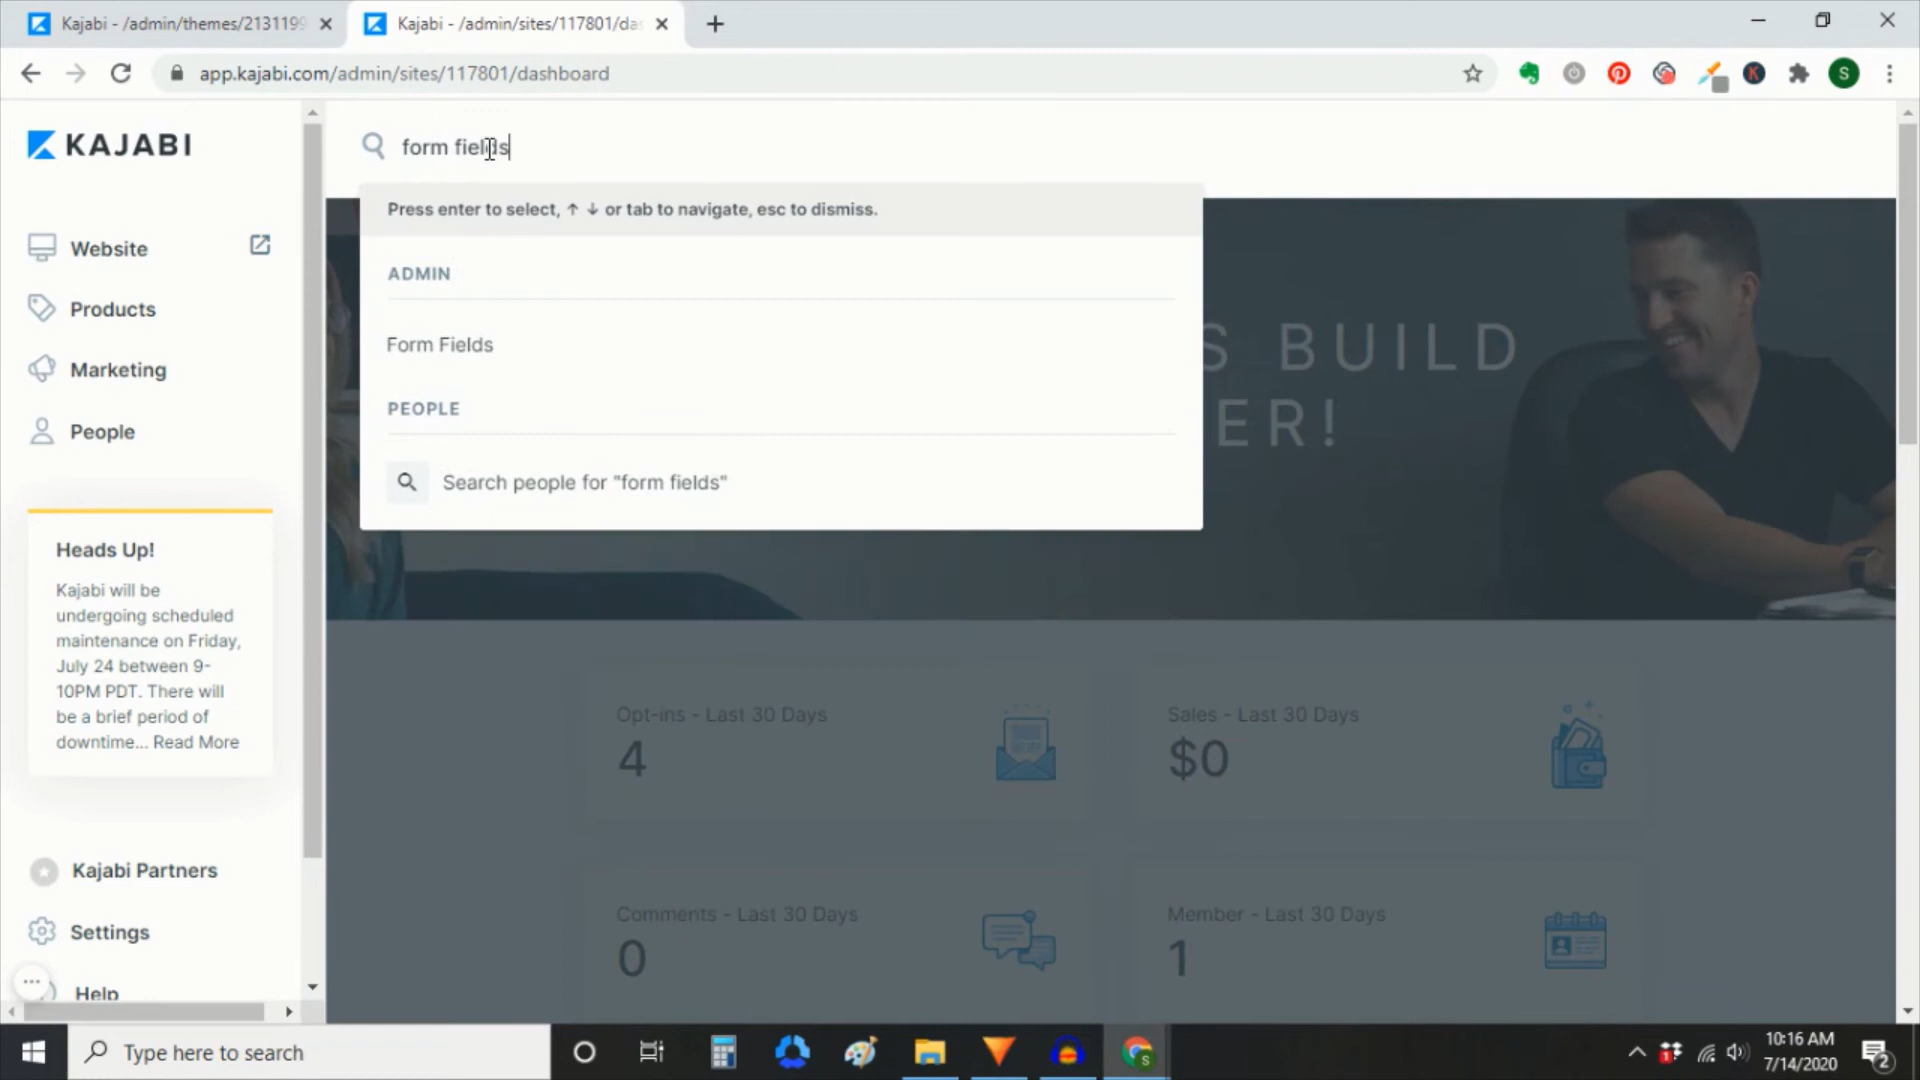 Kajabi - /admin/themes/2131199
Kajabi - /admin/sites/117801/das
app.kajabi.com/admin/sites/117801/dashboard
S
KAJABI
form fields
Press enter to select, ↑ ↓ or tab to navigate, esc to dismiss.
ADMIN
Form Fields
PEOPLE
Search people for "form fields"
S BUILD
ER!
Website
Products
Marketing
People
Heads Up!
Kajabi will be
undergoing scheduled
maintenance on Friday,
July 24 between 9-
10PM PDT. There will
be a brief period of
downtime... Read More
Kajabi Partners
Settings
Help
Opt-ins - Last 30 Days
4
Sales - Last 30 Days
$0
Comments - Last 30 Days
0
Member - Last 30 Days
1
Type here to search
10:16 AM
7/14/2020
2